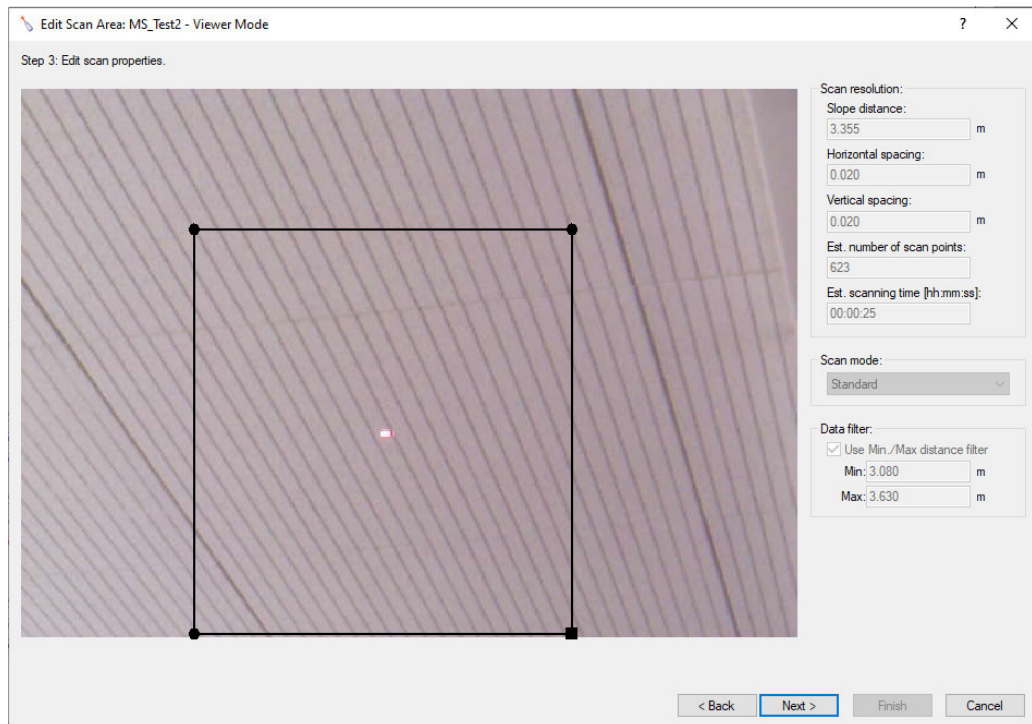 Edit Scan Area: MS_Test2 - Viewer Mode
?
Step 3: Edit scan properties.
Scan resolution:
Slope distance:
3.355 m
Horizontal spacing:
0.020 m
Vertical spacing:
0.020 m
Est. number of scan points:
623
Est. scanning time [hh:mm:ss]:
00:00:25
Scan mode:
Standard
Data filter:
Use Min./Max distance filter
Min: 3.080 m
Max: 3.630 m
< Back Next > Finish Cancel